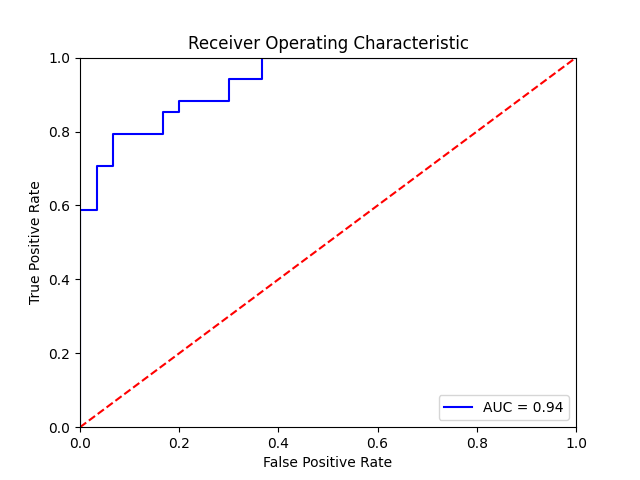 Receiver Operating Characteristic
1.0
0.8
0.6
0.4
0.2
0.0
True Positive Rate
AUC = 0.94
0.0 0.2 0.4 0.6 0.8 1.0
False Positive Rate